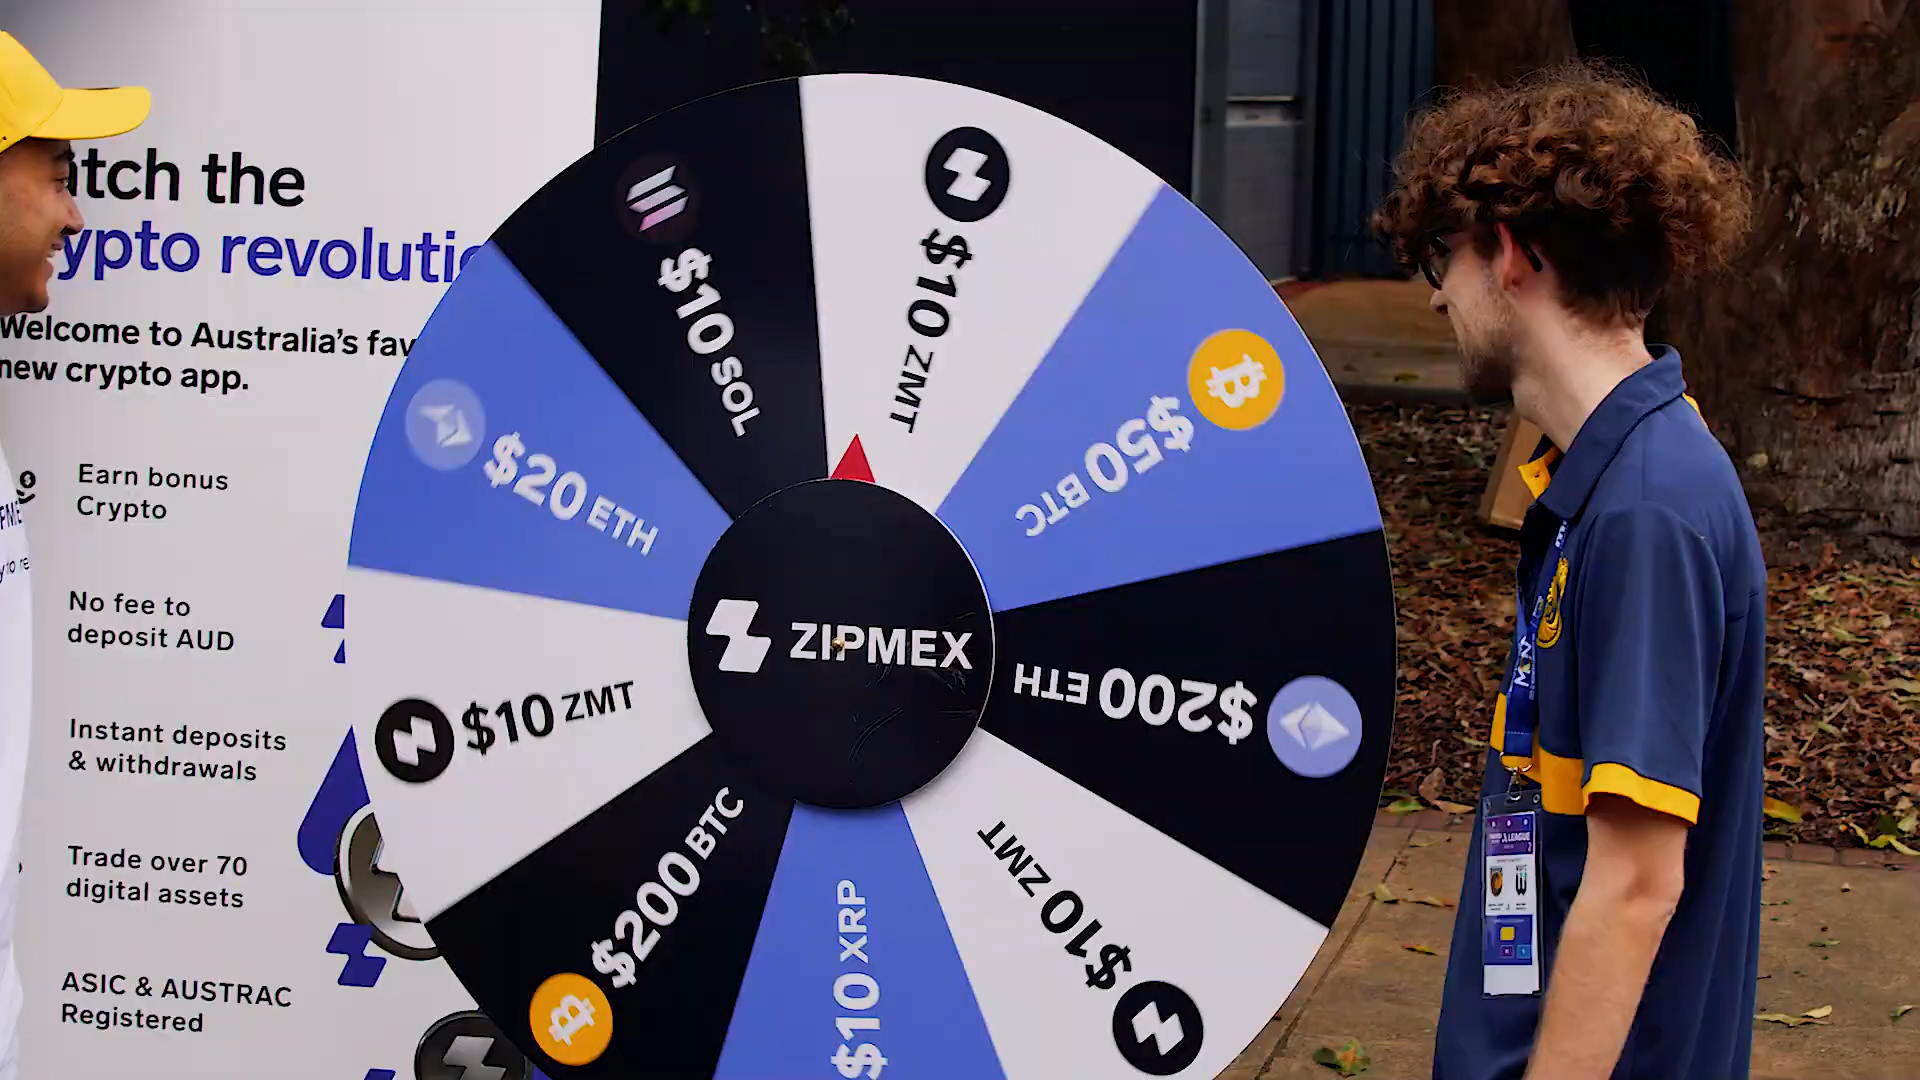 tch the
ypto revolutio
Welcome to Australia's fav
new crypto app.
Earn bonus
Crypto
No fee to
deposit AUD
Instant deposits
& withdrawals
Trade over 70
digital assets
ASIC & AUSTRAC
Registered
$10 SOL
$10 ZMT
$50 BTC
$200 ETH
$10 ZMT
$10 XRP
$200 BTC
$10 ZMT
$20 ETH
ZIPMEX
LEAGUE